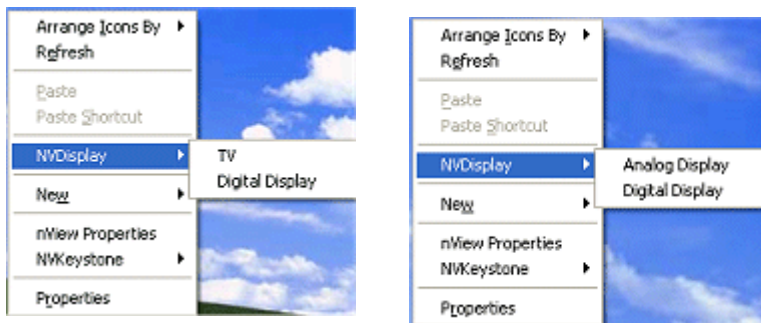 Arrange Icons By
Refresh
Paste
Paste Shortcut
NVDisplay
TV
Digital Display
New
nView Properties
NVKeystone
Properties
Arrange Icons By
Refresh
Paste
Paste Shortcut
NVDisplay
Analog Display
Digital Display
New
nView Properties
NVKeystone
Properties